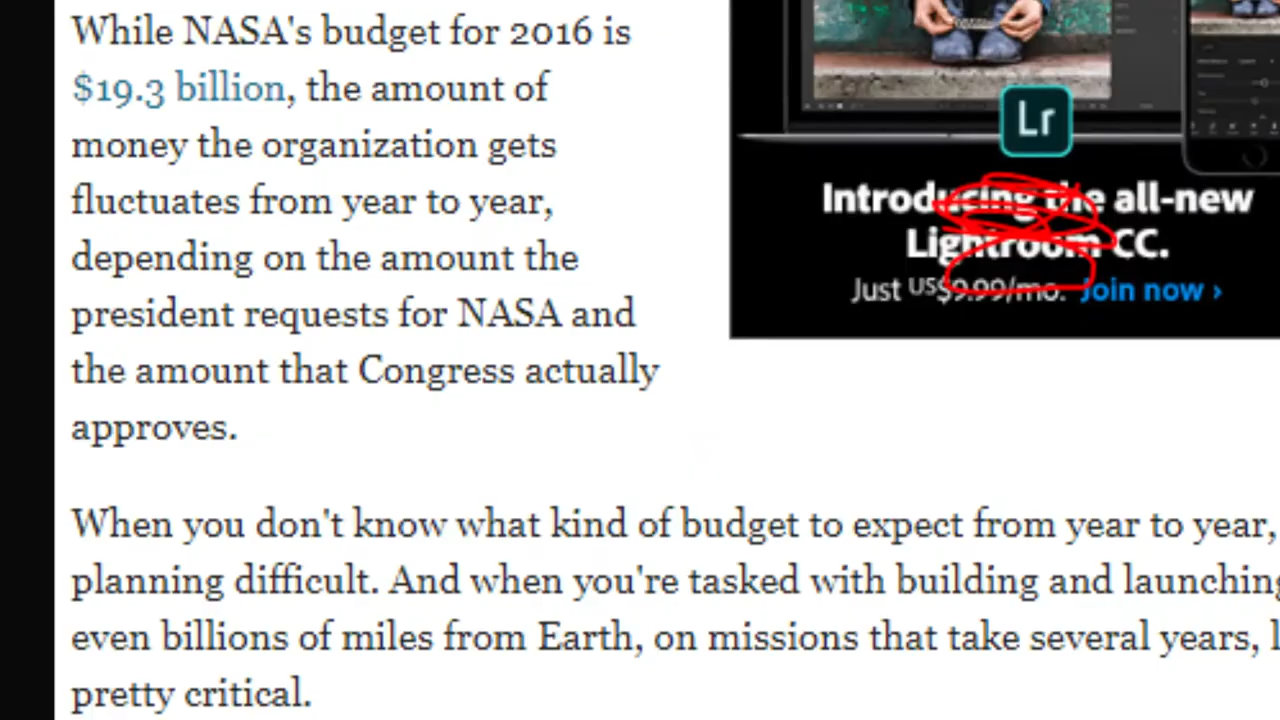 While NASA's budget for 2016 is
$19.3 billion, the amount of
money the organization gets
fluctuates from year to year,
depending on the amount the
president requests for NASA and
the amount that Congress actually
approves.
Lr
Introducing the all-new
Lightroom CC.
Just US$9.99/mo. Join now ›
When you don't know what kind of budget to expect from year to year,
planning difficult. And when you're tasked with building and launching
even billions of miles from Earth, on missions that take several years, l
pretty critical.